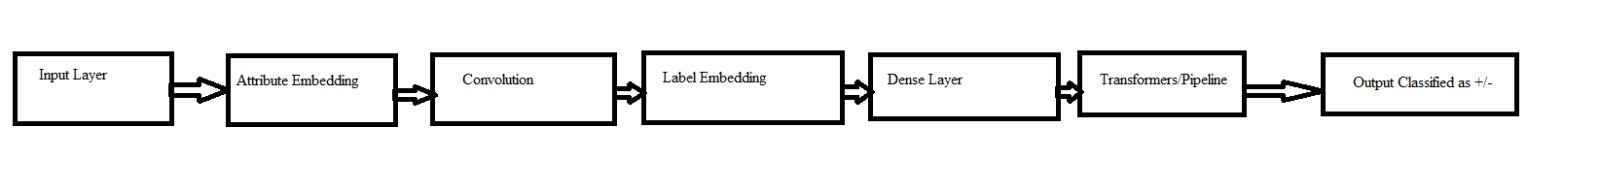 Input Layer
Attribute Embedding
Convolution
Label Embedding
Dense Layer
Transformers/Pipeline
Output Classified as +/-